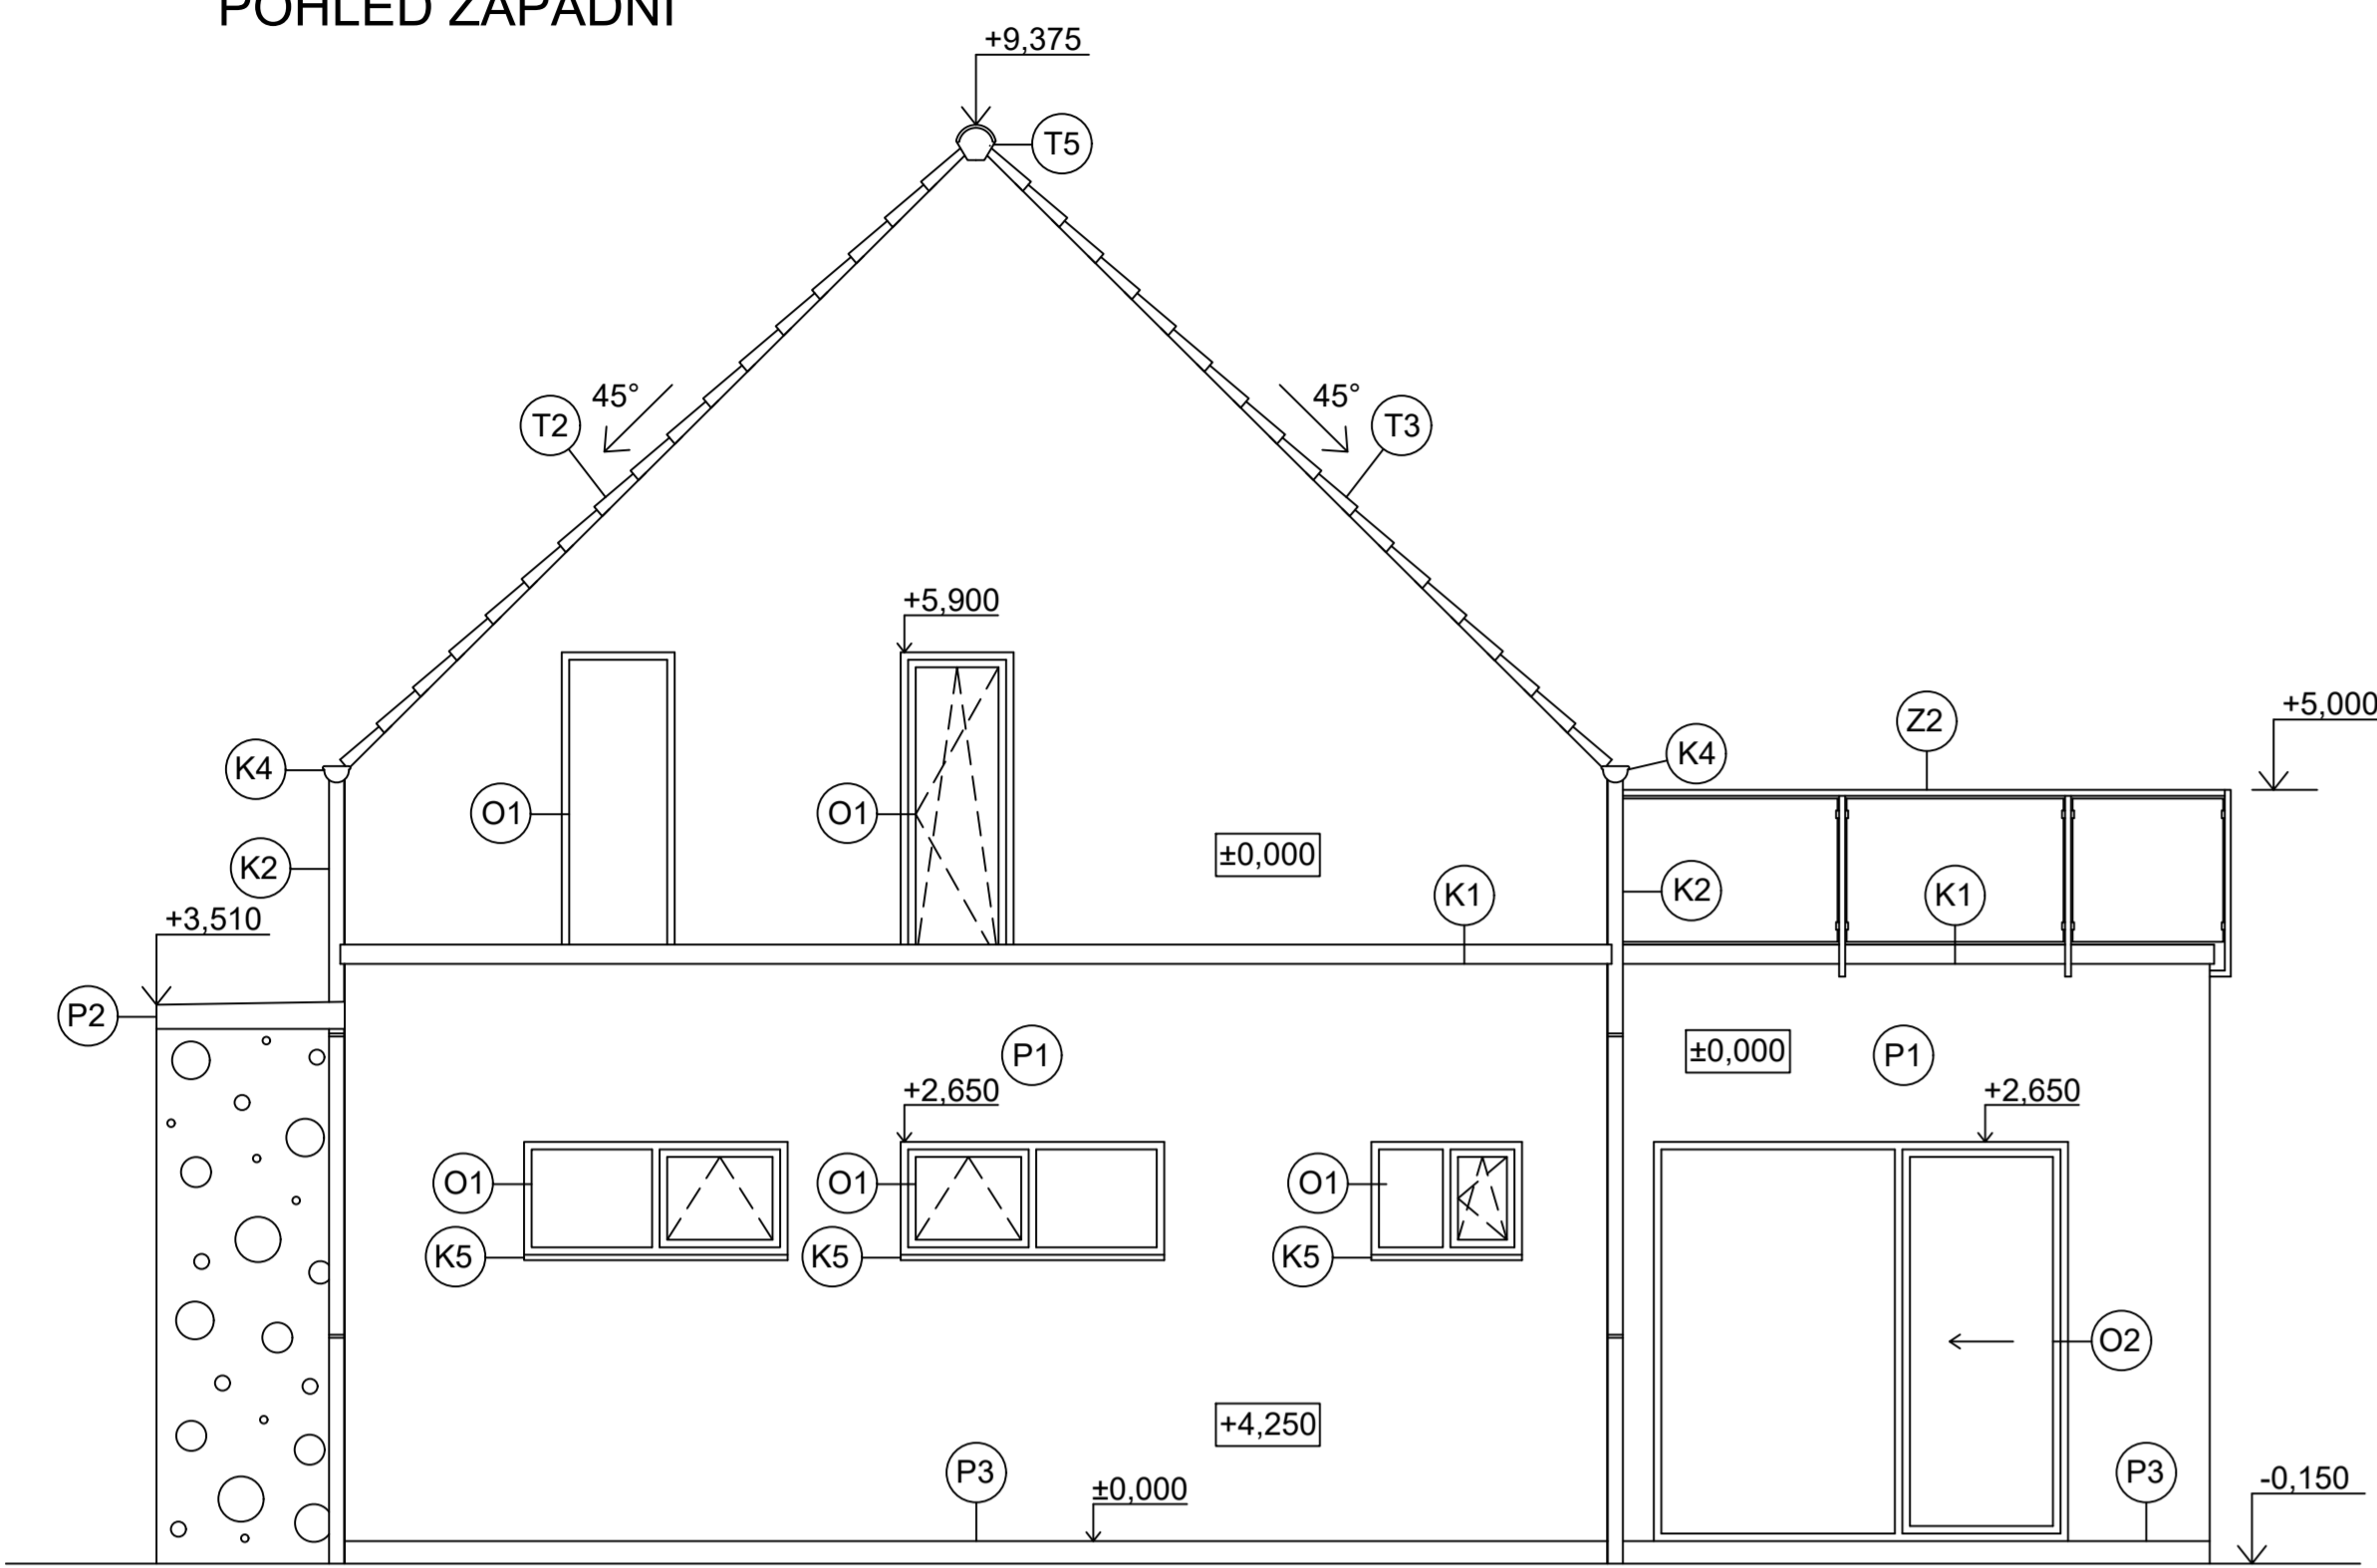 POHLED ZÁPADNÍ
+9,375
T5
45°
45°
T2
T3
+5,900
+5,000
Z2
K4
K4
O1
O1
±0,000
K2
K1
K2
K1
+3,510
P2
P1
±0,000
P1
+2,650
+2,650
O1
O1
O1
K5
K5
K5
O2
+4,250
P3
P3
±0,000
-0,150